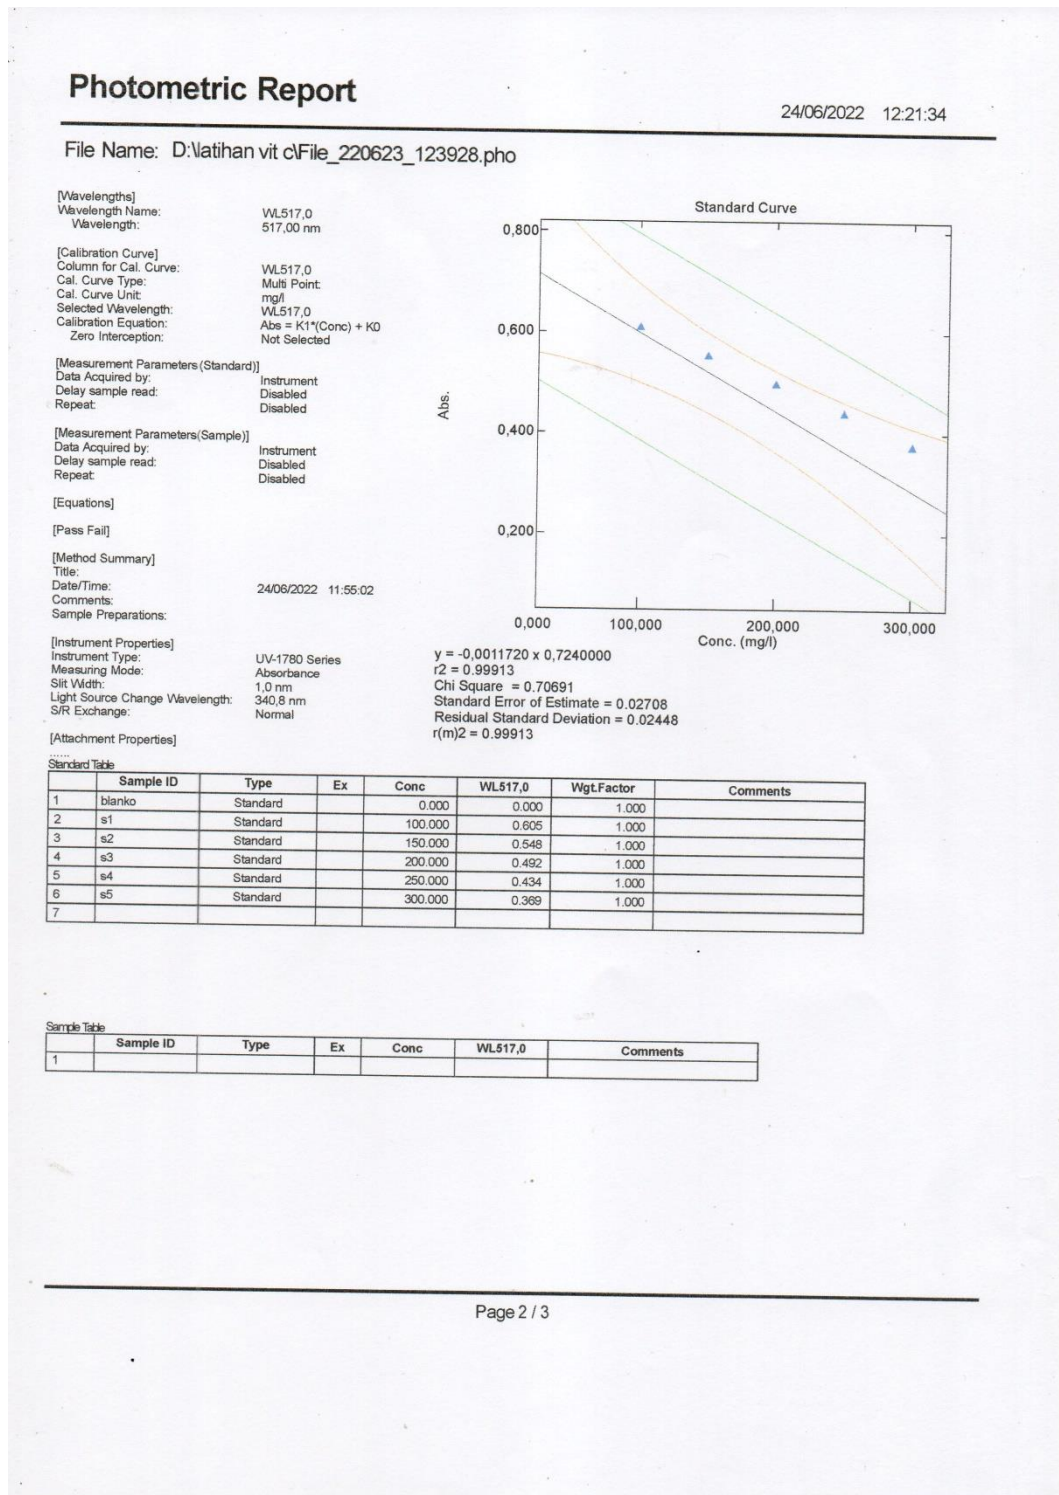 Photometric Report
24/06/2022 12:21:34
File Name: D:\latihan vit c\File_220623_123928.pho
[Wavelengths]
Wavelength Name: WL517,0
Wavelength: 517,00 nm
[Calibration Curve]
Column for Cal. Curve: WL517,0
Cal. Curve Type: Multi Point
Cal. Curve Unit: mg/l
Selected Wavelength: WL517,0
Calibration Equation: Abs = K1*(Conc) + K0
Zero Interception: Not Selected
[Measurement Parameters(Standard)]
Data Acquired by: Instrument
Delay sample read: Disabled
Repeat: Disabled
[Measurement Parameters(Sample)]
Data Acquired by: Instrument
Delay sample read: Disabled
Repeat: Disabled
[Equations]
[Pass Fail]
[Method Summary]
Title:
Date/Time: 24/06/2022 11:55:02
Comments:
Sample Preparations:
[Instrument Properties]
Instrument Type: UV-1780 Series
Measuring Mode: Absorbance
Slit Width: 1,0 nm
Light Source Change Wavelength: 340,8 nm
S/R Exchange: Normal
[Attachment Properties]
......
Standard Curve
0,800
0,600
0,400
0,200
Abs.
0,000 100,000 200,000 300,000
Conc. (mg/l)
y = -0,0011720 x 0,7240000
r2 = 0.99913
Chi Square = 0.70691
Standard Error of Estimate = 0.02708
Residual Standard Deviation = 0.02448
r(m)2 = 0.99913
Standard Table
Sample ID Type Ex Conc WL517,0 Wgt.Factor Comments
1 blanko Standard 0.000 0.000 1.000
2 s1 Standard 100.000 0.605 1.000
3 s2 Standard 150.000 0.548 1.000
4 s3 Standard 200.000 0.492 1.000
5 s4 Standard 250.000 0.434 1.000
6 s5 Standard 300.000 0.369 1.000
7
Sample Table
Sample ID Type Ex Conc WL517,0 Comments
1
Page 2 / 3